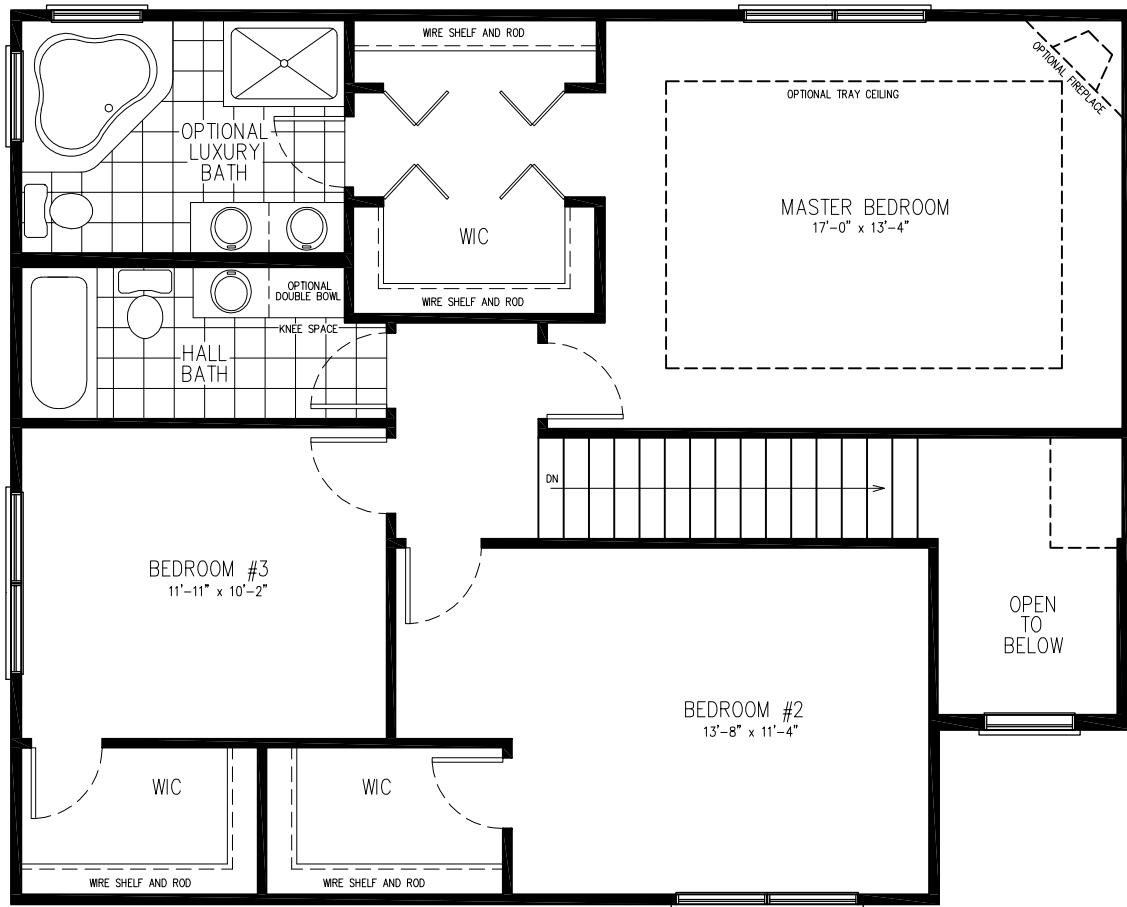 WIRE SHELF AND ROD
OPTIONAL FIREPLACE
OPTIONAL TRAY CEILING
OPTIONAL
LUXURY
BATH
MASTER BEDROOM
17'-0" x 13'-4"
WIC
WIRE SHELF AND ROD
OPTIONAL
DOUBLE BOWL
KNEE SPACE
HALL
BATH
DN
BEDROOM #3
11'-11" x 10'-2"
OPEN
TO
BELOW
BEDROOM #2
13'-8" x 11'-4"
WIC
WIC
WIRE SHELF AND ROD
WIRE SHELF AND ROD